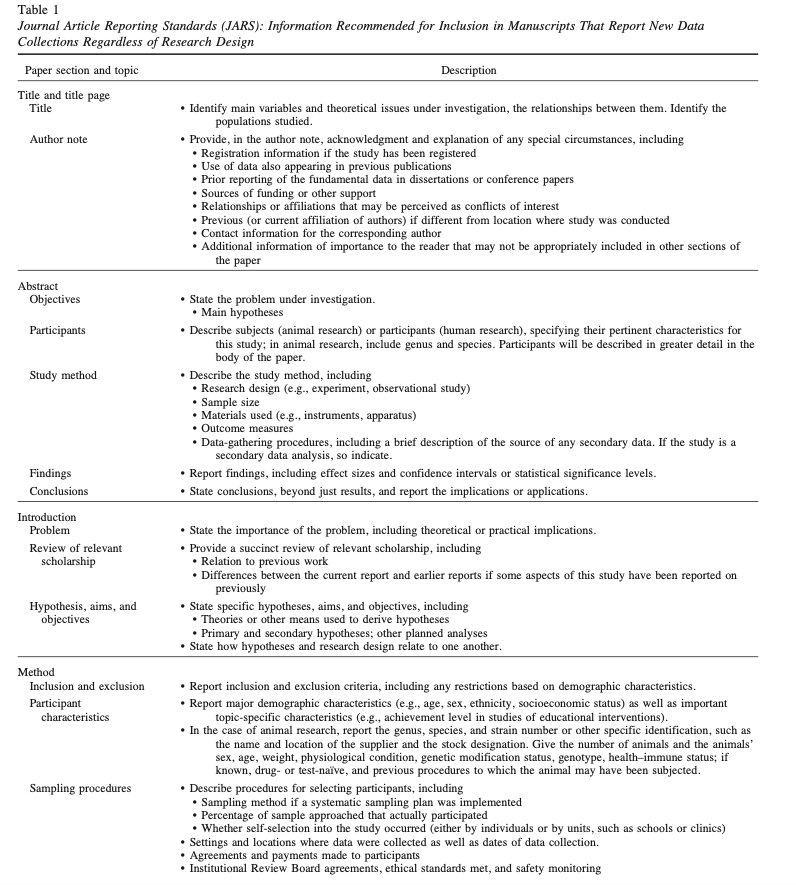 Table 1
Journal Article Reporting Standards (JARS): Information Recommended for Inclusion in Manuscripts That Report New Data
Collections Regardless of Research Design
Paper section and topic Description
Title and title page
Title • Identify main variables and theoretical issues under investigation, the relationships between them. Identify the
populations studied.
Author note • Provide, in the author note, acknowledgment and explanation of any special circumstances, including
• Registration information if the study has been registered
• Use of data also appearing in previous publications
• Prior reporting of the fundamental data in dissertations or conference papers
• Sources of funding or other support
• Relationships or affiliations that may be perceived as conflicts of interest
• Previous (or current affiliation of authors) if different from location where study was conducted
• Contact information for the corresponding author
• Additional information of importance to the reader that may not be appropriately included in other sections of
the paper
Abstract
Objectives • State the problem under investigation.
• Main hypotheses
Participants • Describe subjects (animal research) or participants (human research), specifying their pertinent characteristics for
this study; in animal research, include genus and species. Participants will be described in greater detail in the
body of the paper.
Study method • Describe the study method, including
• Research design (e.g., experiment, observational study)
• Sample size
• Materials used (e.g., instruments, apparatus)
• Outcome measures
• Data-gathering procedures, including a brief description of the source of any secondary data. If the study is a
secondary data analysis, so indicate.
Findings • Report findings, including effect sizes and confidence intervals or statistical significance levels.
Conclusions • State conclusions, beyond just results, and report the implications or applications.
Introduction
Problem • State the importance of the problem, including theoretical or practical implications.
Review of relevant • Provide a succinct review of relevant scholarship, including
scholarship • Relation to previous work
• Differences between the current report and earlier reports if some aspects of this study have been reported on
previously
Hypothesis, aims, and • State specific hypotheses, aims, and objectives, including
objectives • Theories or other means used to derive hypotheses
• Primary and secondary hypotheses; other planned analyses
• State how hypotheses and research design relate to one another.
Method
Inclusion and exclusion • Report inclusion and exclusion criteria, including any restrictions based on demographic characteristics.
Participant • Report major demographic characteristics (e.g., age, sex, ethnicity, socioeconomic status) as well as important
characteristics topic-specific characteristics (e.g., achievement level in studies of educational interventions).
• In the case of animal research, report the genus, species, and strain number or other specific identification, such as
the name and location of the supplier and the stock designation. Give the number of animals and the animals’
sex, age, weight, physiological condition, genetic modification status, genotype, health–immune status; if
known, drug- or test-naïve, and previous procedures to which the animal may have been subjected.
Sampling procedures • Describe procedures for selecting participants, including
• Sampling method if a systematic sampling plan was implemented
• Percentage of sample approached that actually participated
• Whether self-selection into the study occurred (either by individuals or by units, such as schools or clinics)
• Settings and locations where data were collected as well as dates of data collection.
• Agreements and payments made to participants
• Institutional Review Board agreements, ethical standards met, and safety monitoring